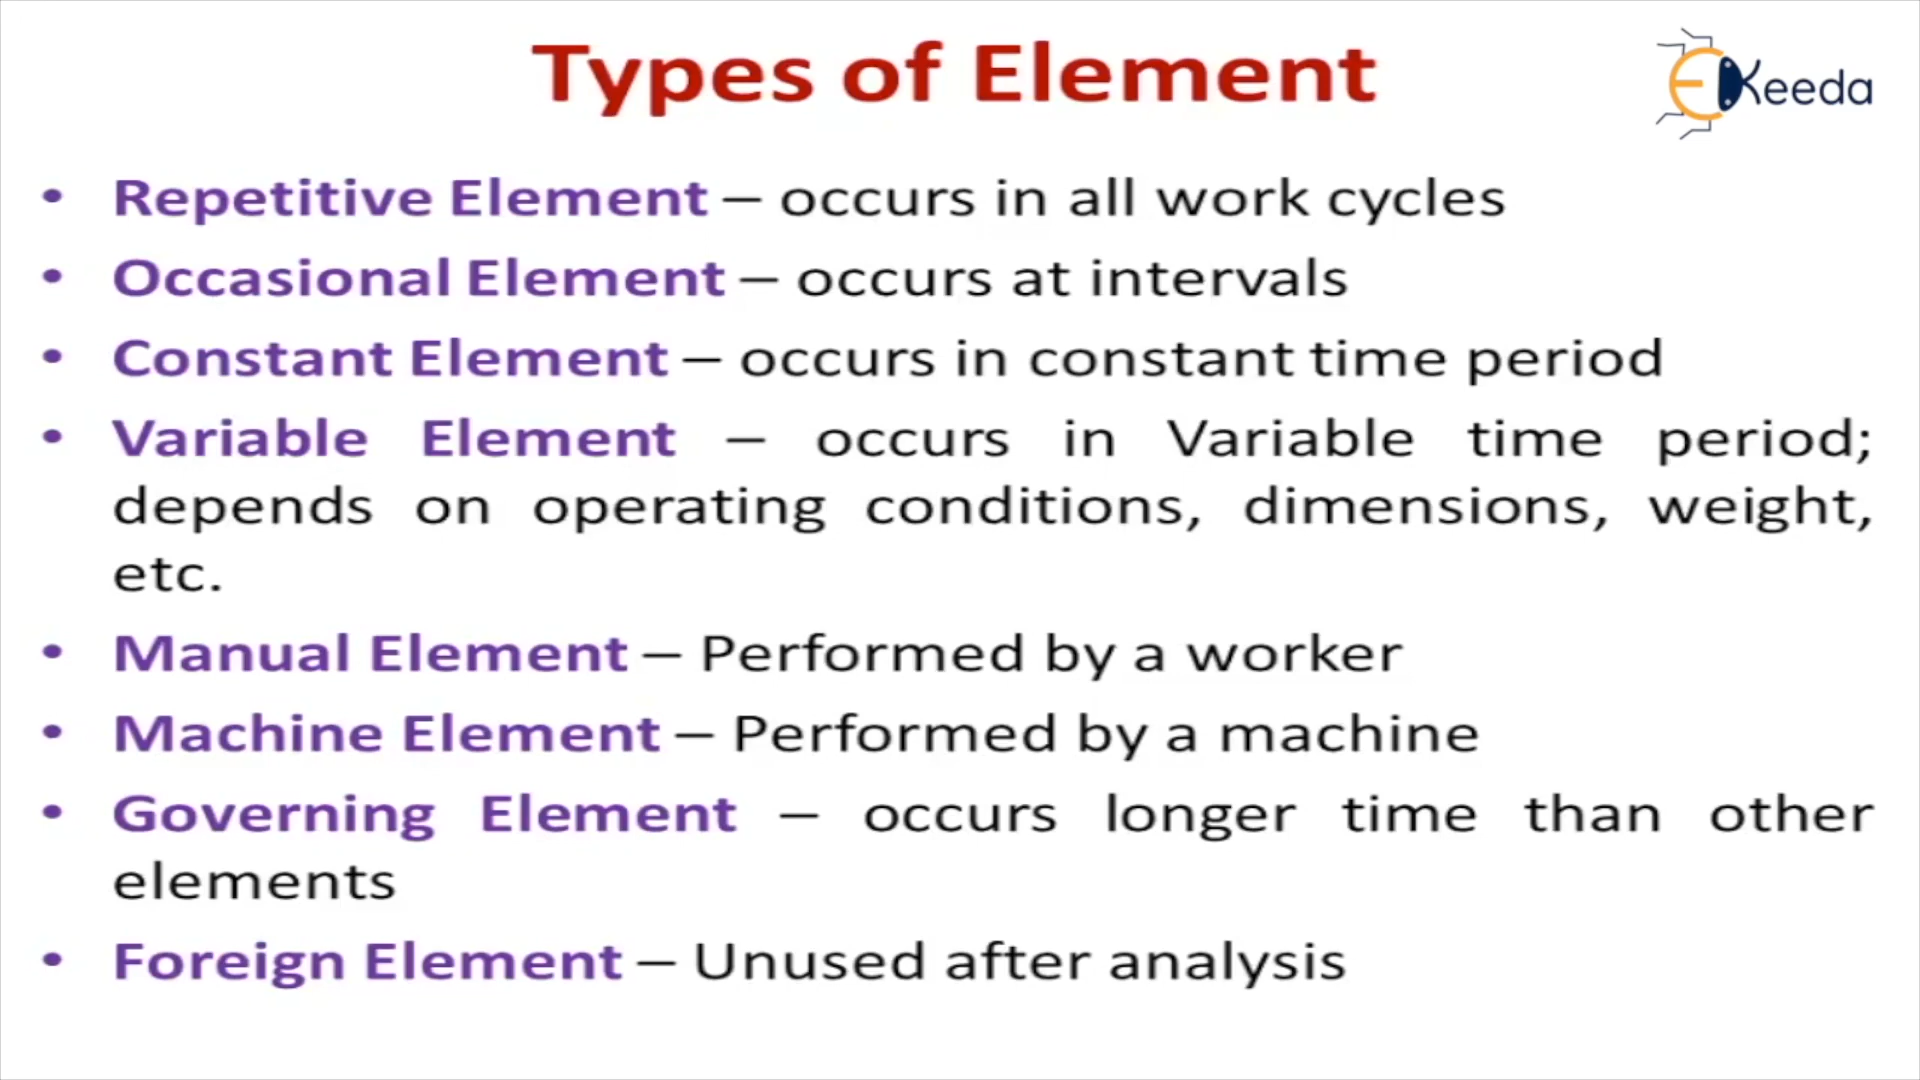 Types of Element
EKeeda
• Repetitive Element – occurs in all work cycles
• Occasional Element – occurs at intervals
• Constant Element – occurs in constant time period
• Variable Element – occurs in Variable time period;
depends on operating conditions, dimensions, weight,
etc.
• Manual Element – Performed by a worker
• Machine Element – Performed by a machine
• Governing Element – occurs longer time than other
elements
• Foreign Element – Unused after analysis